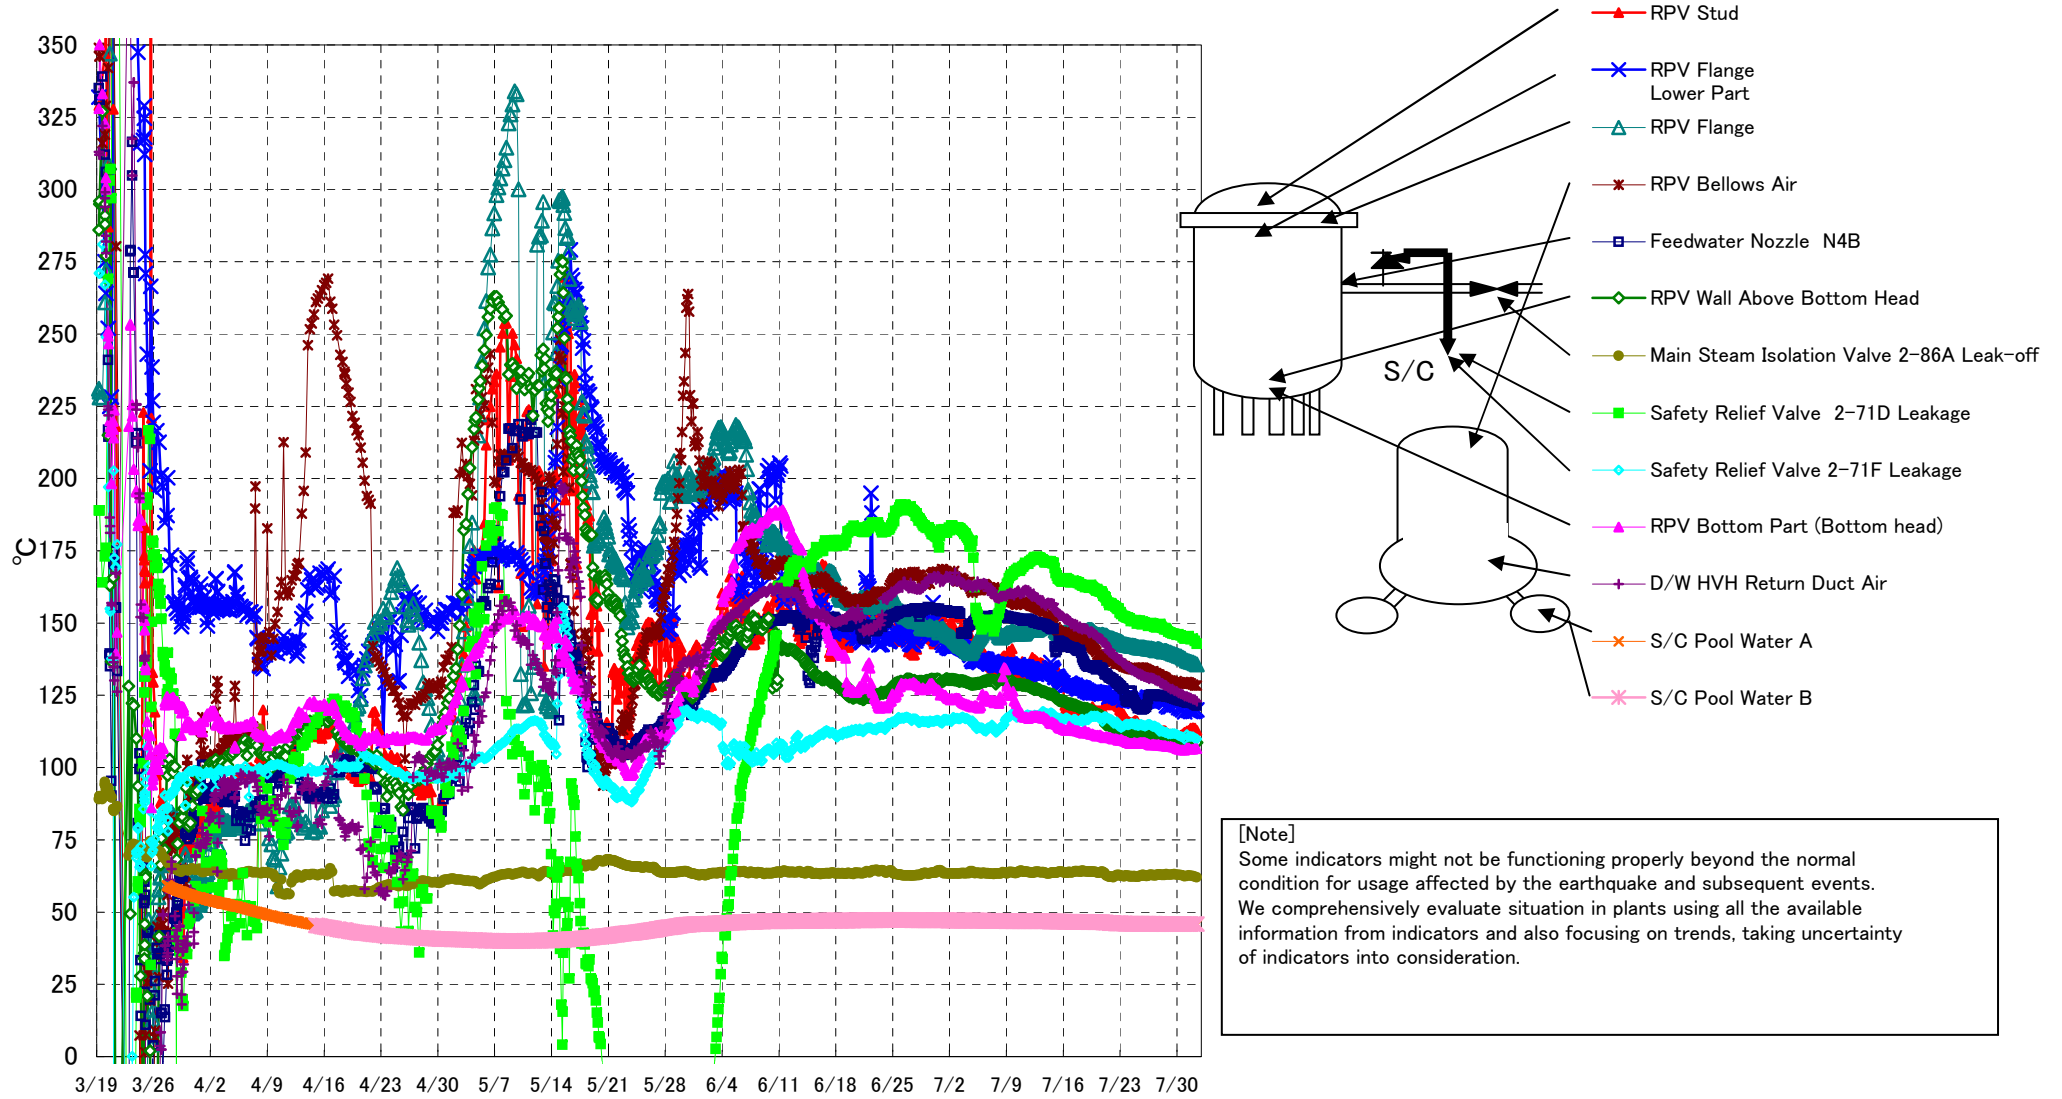 350
325
300
275
250
225
200
175
150
125
100
75
50
25
0
℃
3/19 3/26 4/2 4/9 4/16 4/23 4/30 5/7 5/14 5/21 5/28 6/4 6/11 6/18 6/25 7/2 7/9 7/16 7/23 7/30
S/C
RPV Stud
RPV Flange
Lower Part
RPV Flange
RPV Bellows Air
Feedwater Nozzle N4B
RPV Wall Above Bottom Head
Main Steam Isolation Valve 2-86A Leak-off
Safety Relief Valve 2-71D Leakage
Safety Relief Valve 2-71F Leakage
RPV Bottom Part (Bottom head)
D/W HVH Return Duct Air
S/C Pool Water A
S/C Pool Water B
[Note]
Some indicators might not be functioning properly beyond the normal
condition for usage affected by the earthquake and subsequent events.
We comprehensively evaluate situation in plants using all the available
information from indicators and also focusing on trends, taking uncertainty
of indicators into consideration.